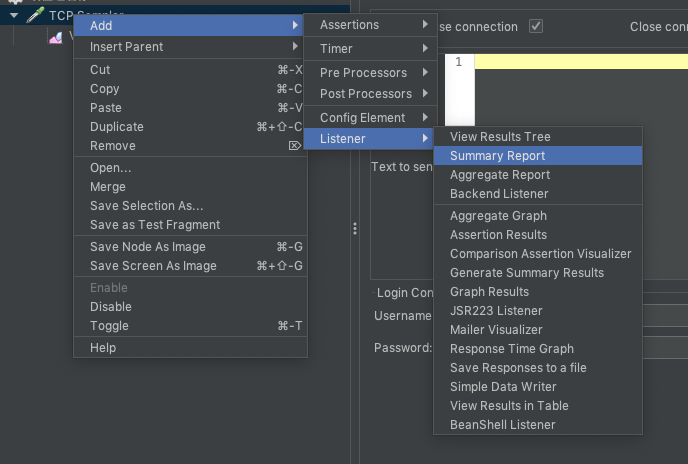 TCP Sampler
Add
Insert Parent
Cut ⌘-X
Copy ⌘-C
Paste ⌘-V
Duplicate ⌘+⇧-C
Remove ⌦
Open...
Merge
Save Selection As...
Save as Test Fragment
Save Node As Image ⌘-G
Save Screen As Image ⌘+⇧-G
Enable
Disable
Toggle ⌘-T
Help
Assertions
Timer
Pre Processors
Post Processors
Config Element
Listener
View Results Tree
Summary Report
Aggregate Report
Backend Listener
Aggregate Graph
Assertion Results
Comparison Assertion Visualizer
Generate Summary Results
Graph Results
JSR223 Listener
Mailer Visualizer
Response Time Graph
Save Responses to a file
Simple Data Writer
View Results in Table
BeanShell Listener
se connection
Close conne
1
Text to sen
Login Con
Username
Password: